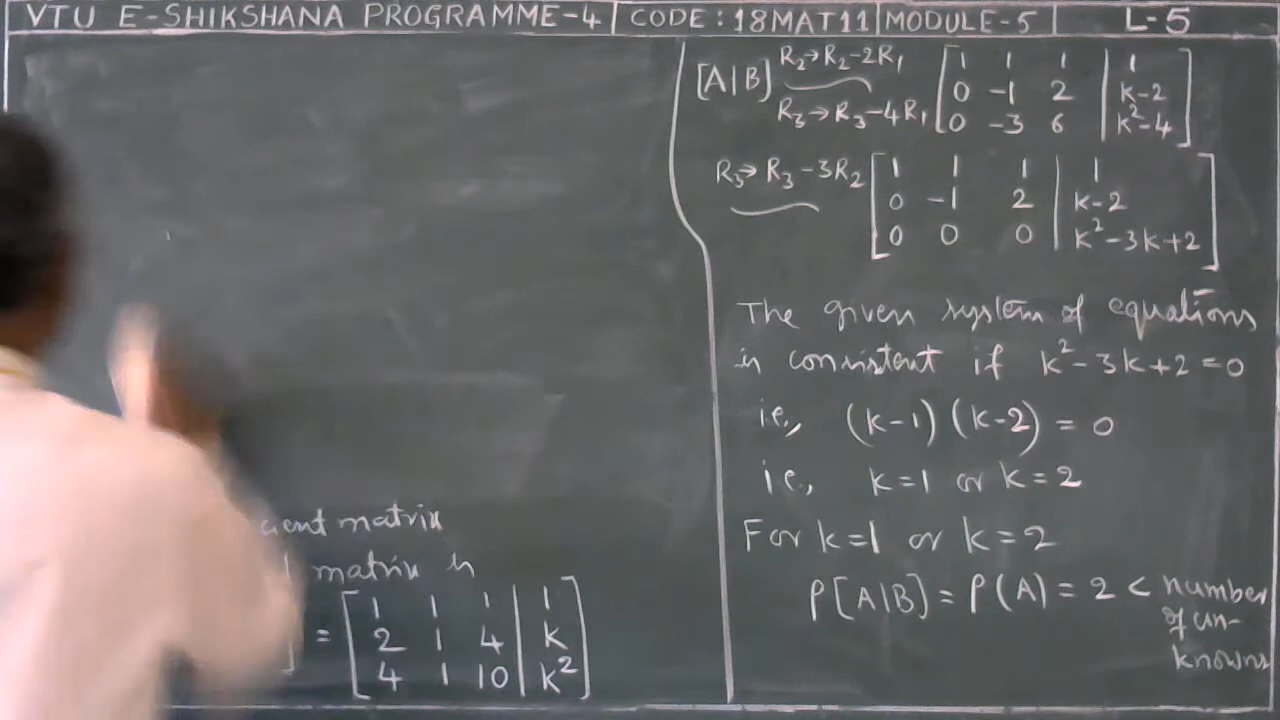 VTU E-SHIKSHANA PROGRAMME-4 | CODE: 18MAT11 | MODULE-5 | L-5
cient matrix
matrix is
= [1 1 1 | 1
2 1 4 | k
4 1 10 | k²]
[A|B] R₂→R₂-2R₁ R₃→R₃-4R₁ [1 1 1 | 1
0 -1 2 | k-2
0 -3 6 | k²-4]
R₃→R₃-3R₂ [1 1 1 | 1
0 -1 2 | k-2
0 0 0 | k²-3k+2]
The given system of equations
is consistent if k²-3k+2=0
i.e., (k-1)(k-2)=0
i.e., k=1 or k=2
For k=1 or k=2
ρ[A|B]=ρ(A)=2 < number
of un-
knowns